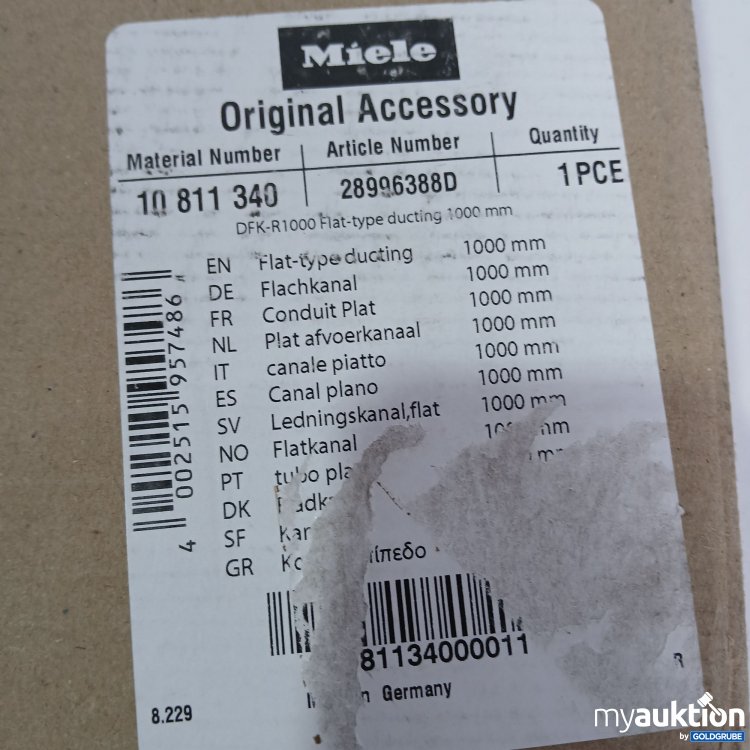 Miele
Original Accessory
Material Number Article Number Quantity
10 811 340 28996388D 1 PCE
DFK-R1000 Flat-type ducting 1000 mm
EN Flat-type ducting 1000 mm
DE Flachkanal 1000 mm
FR Conduit Plat 1000 mm
NL Plat afvoerkanaal 1000 mm
IT canale piatto 1000 mm
ES Canal plano 1000 mm
SV Ledningskanal,flat 1000 mm
NO Flatkanal
PT
DK
SF
GR
4 002515 957486
81134000011
Germany
8.229
R
myauktion
by GOLDGRUBE